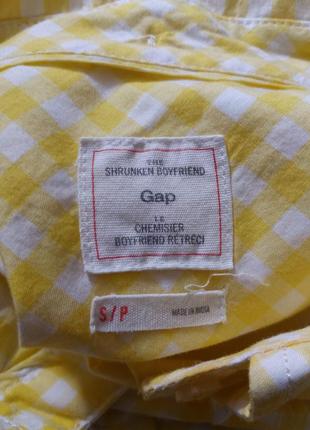 THE
SHRUNKEN BOYFRIEND
Gap
LE
CHEMISIER
BOYFRIEND RÉTRÉCI
S/P
MADE IN INDIA